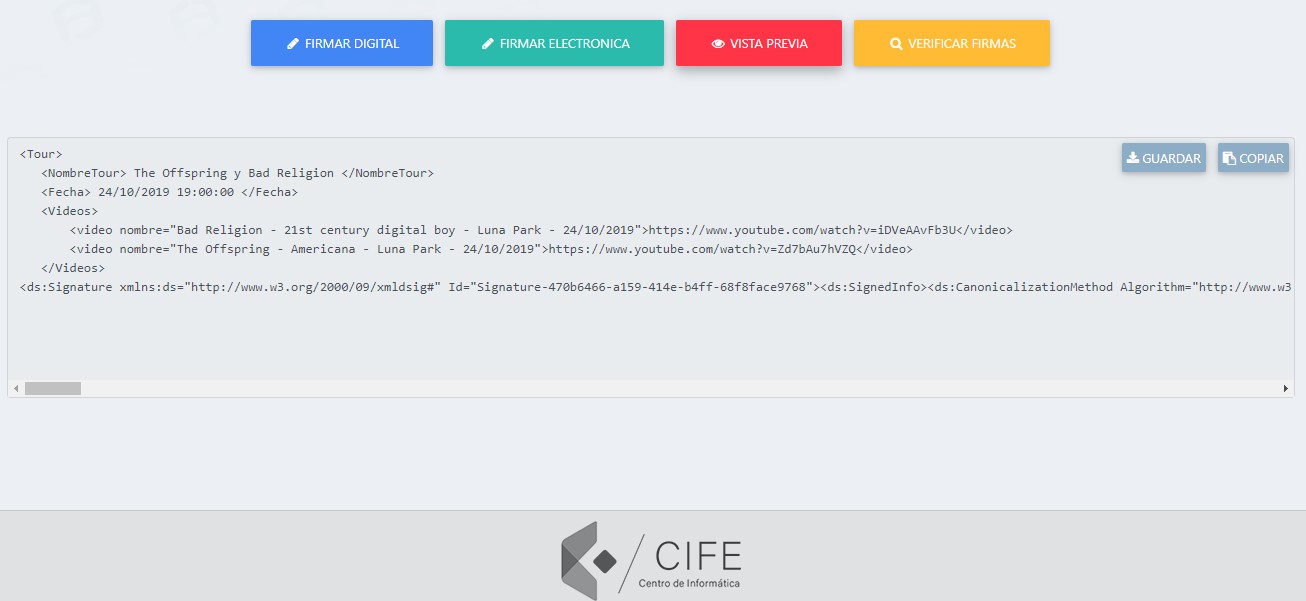 FIRMAR DIGITAL
FIRMAR ELECTRONICA
VISTA PREVIA
VERIFICAR FIRMAS
GUARDAR
COPIAR
<Tour>
<NombreTour> The Offspring y Bad Religion </NombreTour>
<Fecha> 24/10/2019 19:00:00 </Fecha>
<Videos>
<video nombre="Bad Religion - 21st century digital boy - Luna Park - 24/10/2019">https://www.youtube.com/watch?v=iDVeAAvFb3U</video>
<video nombre="The Offspring - Americana - Luna Park - 24/10/2019">https://www.youtube.com/watch?v=Zd7bAu7hVZQ</video>
</Videos>
<ds:Signature xmlns:ds="http://www.w3.org/2000/09/xmldsig#" Id="Signature-470b6466-a159-414e-b4ff-68f8face9768"><ds:SignedInfo><ds:CanonicalizationMethod Algorithm="http://www.w3
CIFE
Centro de Informática